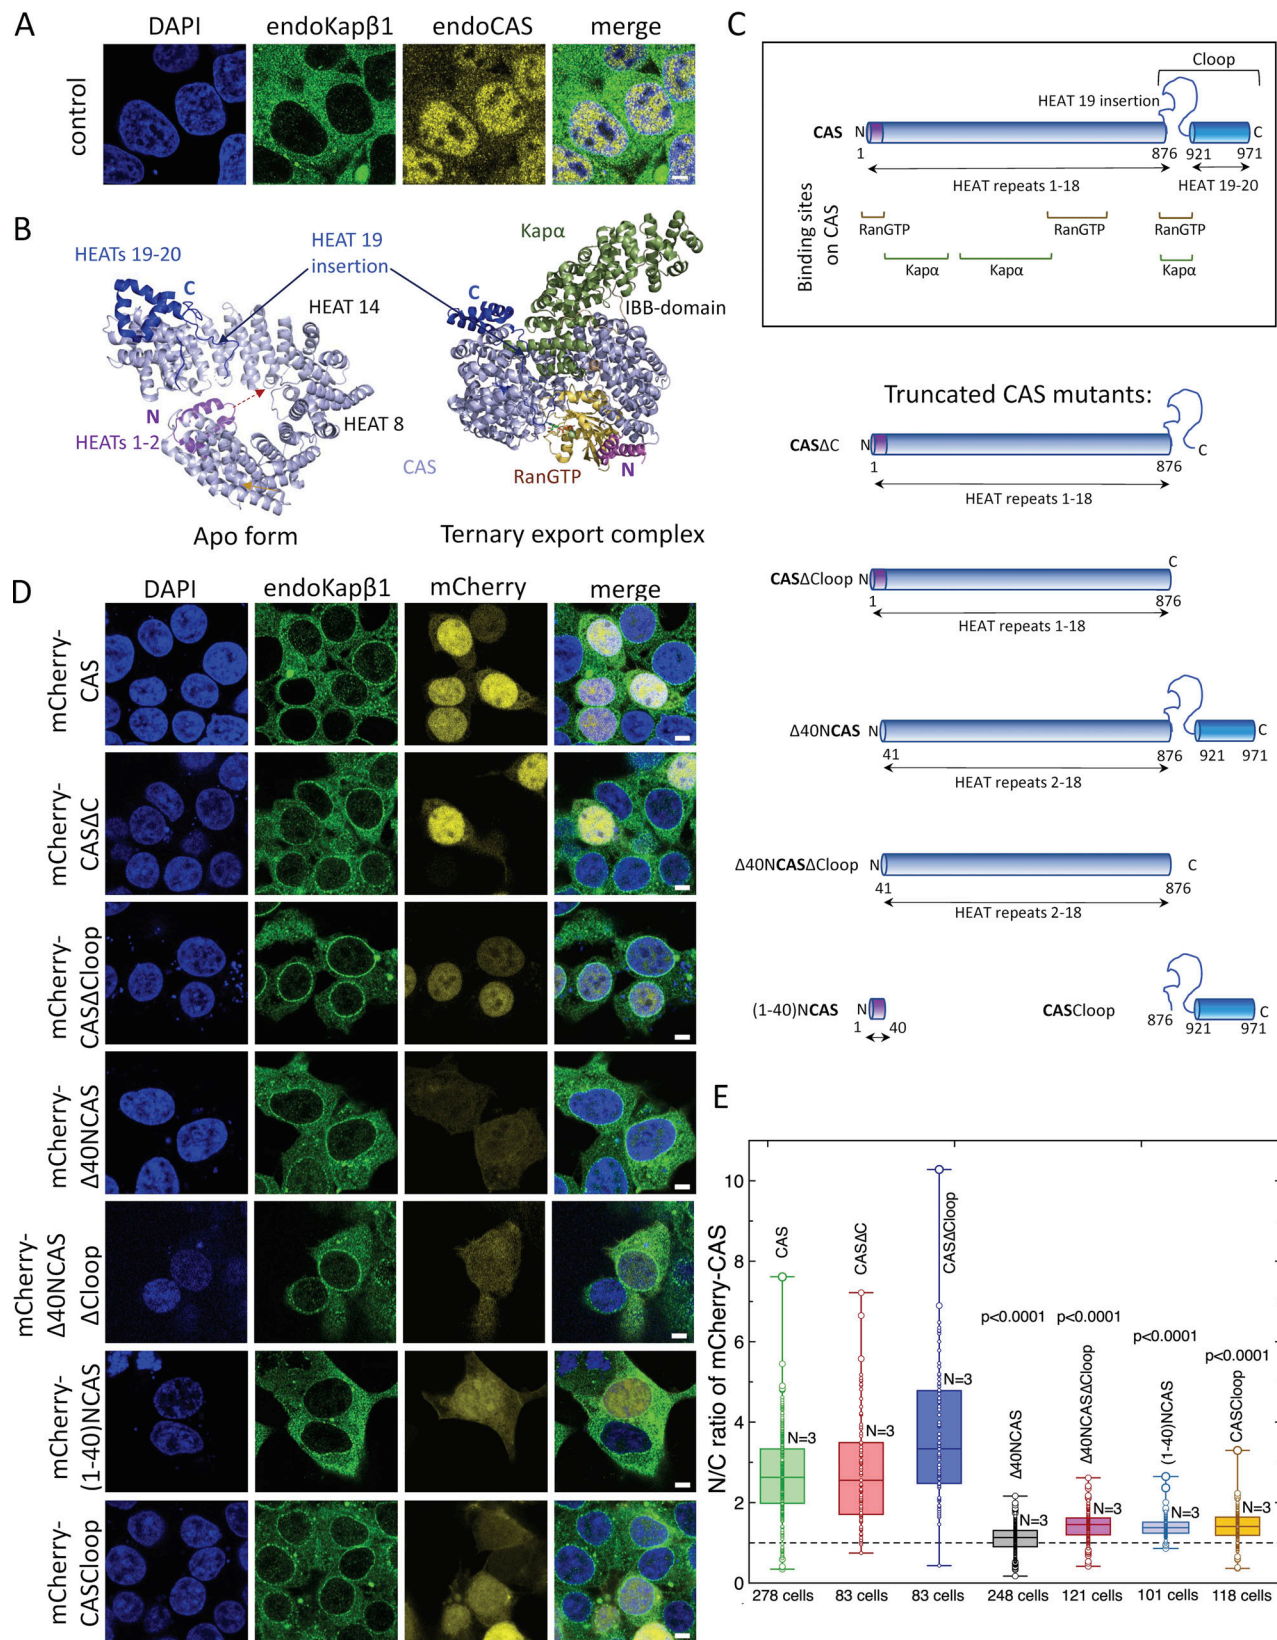 A
DAPI
endoKapβ1
endoCAS
merge
control
B
HEATs 19-20
C
HEAT 19
insertion
HEAT 14
N
HEATs 1-2
HEAT 8
CAS
Apo form
Kapα
C
IBB-domain
RanGTP
N
Ternary export complex
C
Cloop
HEAT 19 insertion
CAS N C
1 876 921 971
HEAT repeats 1-18 HEAT 19-20
Binding sites
on CAS
RanGTP RanGTP RanGTP
Kapα Kapα Kapα
Truncated CAS mutants:
CASΔC N C
1 876
HEAT repeats 1-18
CASΔCloop N C
1 876
HEAT repeats 1-18
Δ40NCAS N C
41 876 921 971
HEAT repeats 2-18
Δ40NCASΔCloop N C
41 876
HEAT repeats 2-18
(1-40)NCAS N
1 40
CASCloop C
876 921 971
D
DAPI
endoKapβ1
mCherry
merge
mCherry-
CAS
mCherry-
CASΔC
mCherry-
CASΔCloop
mCherry-
Δ40NCAS
mCherry-
Δ40NCAS
ΔCloop
mCherry-
(1-40)NCAS
mCherry-
CASCloop
E
N/C ratio of mCherry-CAS
10
8
6
4
2
0
CAS
CASΔC
CASΔCloop
Δ40NCAS
Δ40NCASΔCloop
(1-40)NCAS
CASCloop
p<0.0001
p<0.0001
p<0.0001
p<0.0001
N=3
N=3
N=3
N=3
N=3
N=3
N=3
278 cells 83 cells 83 cells 248 cells 121 cells 101 cells 118 cells